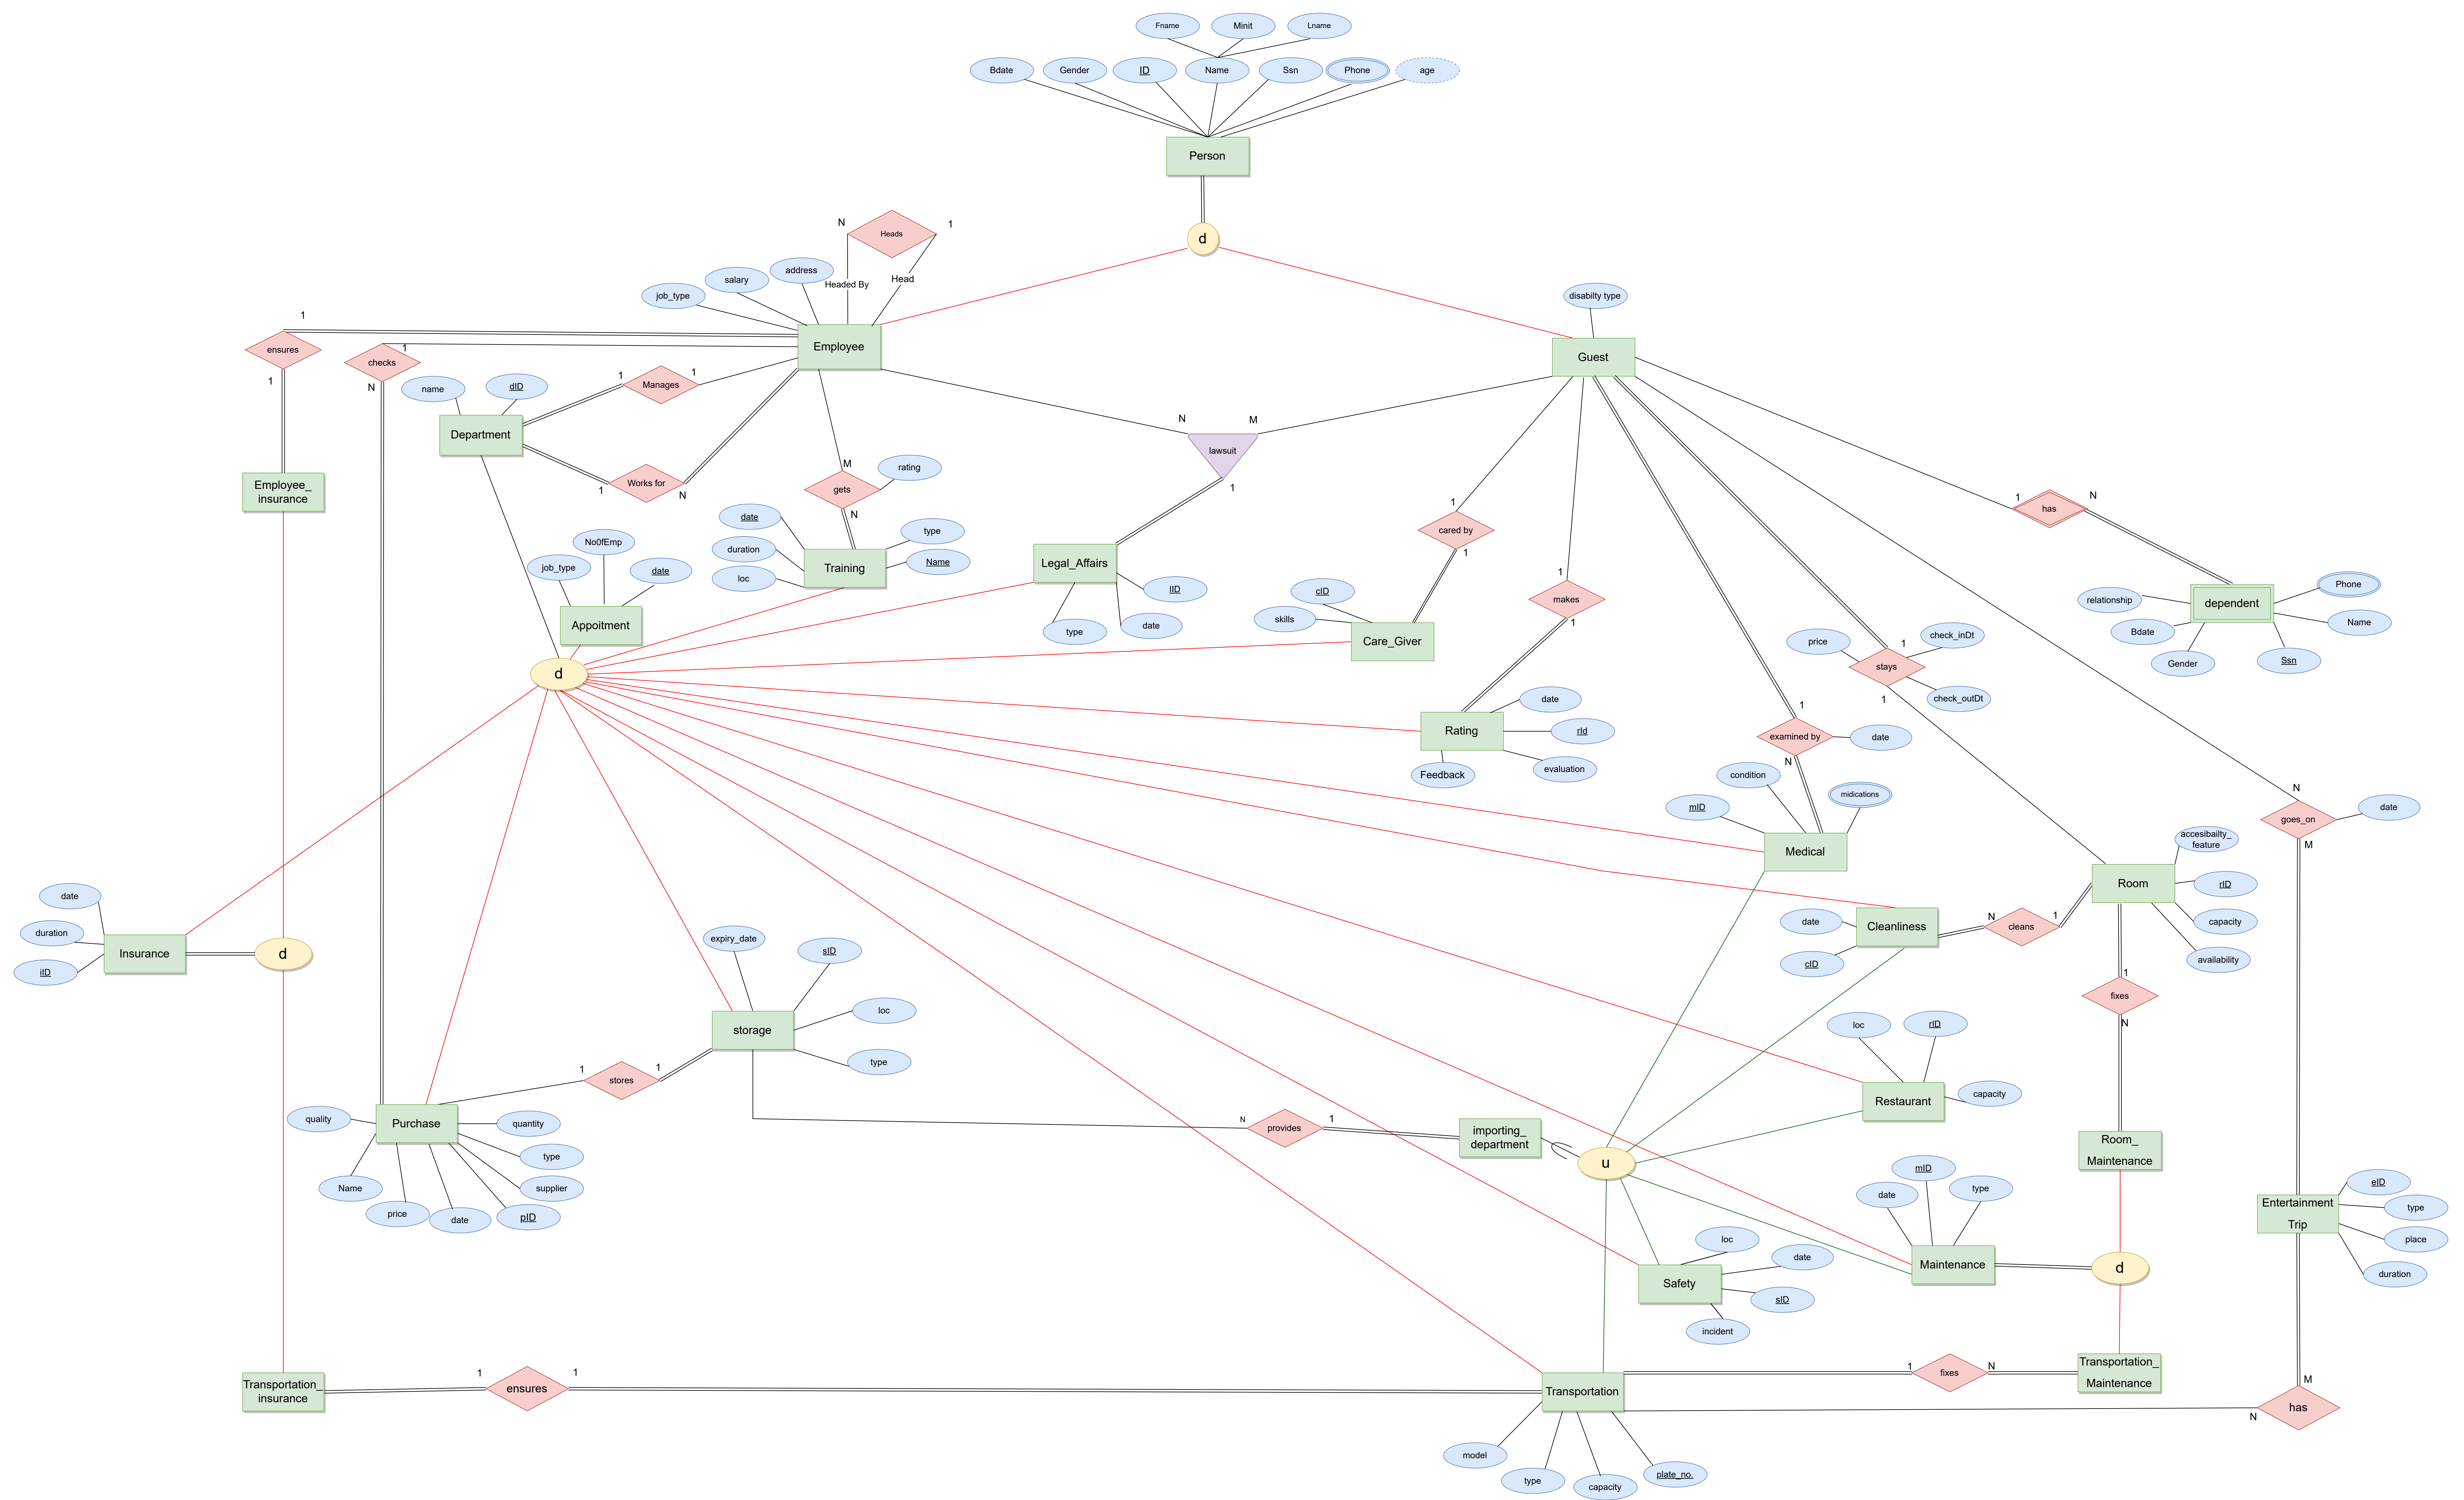 Fname
Minit
Lname
Bdate
Gender
ID
Name
Ssn
Phone
age
Person
d
N
Heads
1
Headed By
Head
job_type
salary
address
disabilty type
Employee
Guest
1
ensures
1
checks
1
N
name
dID
1
Manages
1
Department
1
Works for
N
M
gets
N
rating
N
M
lawsuit
1
Employee_
insurance
date
duration
loc
type
Name
Training
job_type
No0fEmp
date
Appoitment
Legal_Affairs
lID
type
date
1
cared by
1
cID
skills
Care_Giver
1
makes
1
1
has
N
relationship
Bdate
Gender
Ssn
Name
Phone
dependent
price
1
check_inDt
stays
check_outDt
1
d
date
rId
evaluation
Feedback
Rating
1
examined by
N
date
condition
mID
midications
Medical
N
goes_on
M
date
accesibailty_
feature
Room
rID
capacity
availability
date
duration
iID
Insurance
d
expiry_date
sID
loc
type
storage
date
cID
Cleanliness
N
cleans
1
1
fixes
N
loc
rID
capacity
Restaurant
1
stores
1
quality
Purchase
quantity
type
supplier
pID
date
price
Name
N
provides
1
importing_
department
u
Room_
Maintenance
mID
date
type
Maintenance
d
eID
type
place
duration
Entertainment
Trip
loc
date
sID
incident
Safety
Transportation_
insurance
1
ensures
1
Transportation
1
fixes
N
Transportation_
Maintenance
M
has
N
model
type
capacity
plate_no.